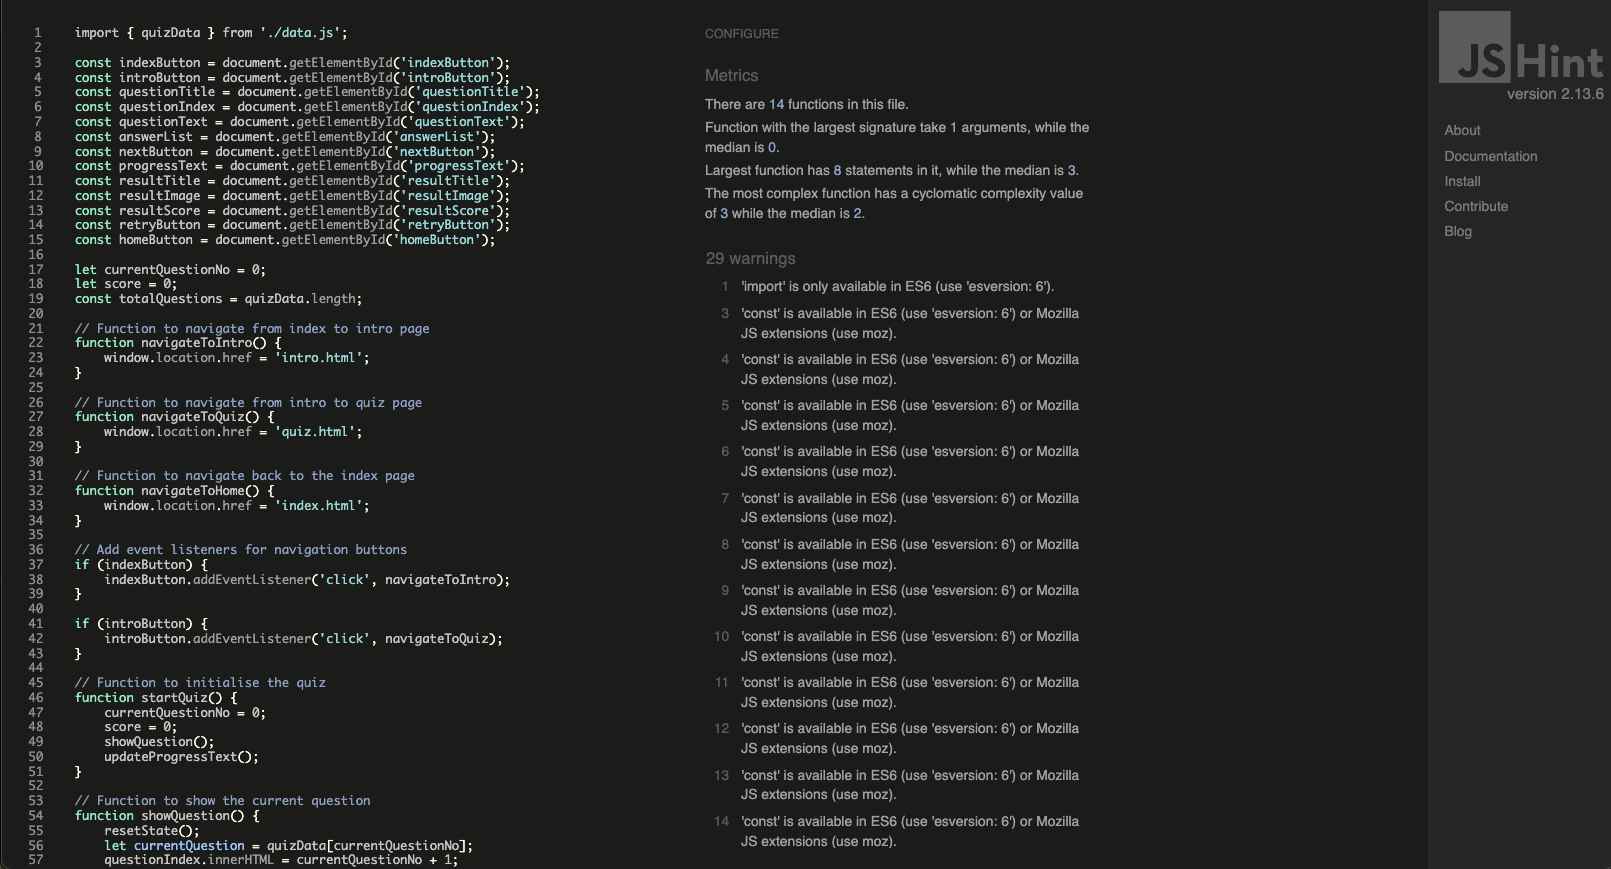 1 import { quizData } from './data.js';
2
3 const indexButton = document.getElementById('indexButton');
4 const introButton = document.getElementById('introButton');
5 const questionTitle = document.getElementById('questionTitle');
6 const questionIndex = document.getElementById('questionIndex');
7 const questionText = document.getElementById('questionText');
8 const answerList = document.getElementById('answerList');
9 const nextButton = document.getElementById('nextButton');
10 const progressText = document.getElementById('progressText');
11 const resultTitle = document.getElementById('resultTitle');
12 const resultImage = document.getElementById('resultImage');
13 const resultScore = document.getElementById('resultScore');
14 const retryButton = document.getElementById('retryButton');
15 const homeButton = document.getElementById('homeButton');
16
17 let currentQuestionNo = 0;
18 let score = 0;
19 const totalQuestions = quizData.length;
20
21 // Function to navigate from index to intro page
22 function navigateToIntro() {
23 window.location.href = 'intro.html';
24 }
25
26 // Function to navigate from intro to quiz page
27 function navigateToQuiz() {
28 window.location.href = 'quiz.html';
29 }
30
31 // Function to navigate back to the index page
32 function navigateToHome() {
33 window.location.href = 'index.html';
34 }
35
36 // Add event listeners for navigation buttons
37 if (indexButton) {
38 indexButton.addEventListener('click', navigateToIntro);
39 }
40
41 if (introButton) {
42 introButton.addEventListener('click', navigateToQuiz);
43 }
44
45 // Function to initialise the quiz
46 function startQuiz() {
47 currentQuestionNo = 0;
48 score = 0;
49 showQuestion();
50 updateProgressText();
51 }
52
53 // Function to show the current question
54 function showQuestion() {
55 resetState();
56 let currentQuestion = quizData[currentQuestionNo];
57 questionIndex.innerHTML = currentQuestionNo + 1;
CONFIGURE
Metrics
There are 14 functions in this file.
Function with the largest signature take 1 arguments, while the
median is 0.
Largest function has 8 statements in it, while the median is 3.
The most complex function has a cyclomatic complexity value
of 3 while the median is 2.
29 warnings
1 'import' is only available in ES6 (use 'esversion: 6').
3 'const' is available in ES6 (use 'esversion: 6') or Mozilla
JS extensions (use moz).
4 'const' is available in ES6 (use 'esversion: 6') or Mozilla
JS extensions (use moz).
5 'const' is available in ES6 (use 'esversion: 6') or Mozilla
JS extensions (use moz).
6 'const' is available in ES6 (use 'esversion: 6') or Mozilla
JS extensions (use moz).
7 'const' is available in ES6 (use 'esversion: 6') or Mozilla
JS extensions (use moz).
8 'const' is available in ES6 (use 'esversion: 6') or Mozilla
JS extensions (use moz).
9 'const' is available in ES6 (use 'esversion: 6') or Mozilla
JS extensions (use moz).
10 'const' is available in ES6 (use 'esversion: 6') or Mozilla
JS extensions (use moz).
11 'const' is available in ES6 (use 'esversion: 6') or Mozilla
JS extensions (use moz).
12 'const' is available in ES6 (use 'esversion: 6') or Mozilla
JS extensions (use moz).
13 'const' is available in ES6 (use 'esversion: 6') or Mozilla
JS extensions (use moz).
14 'const' is available in ES6 (use 'esversion: 6') or Mozilla
JS extensions (use moz).
JSHint
version 2.13.6
About
Documentation
Install
Contribute
Blog